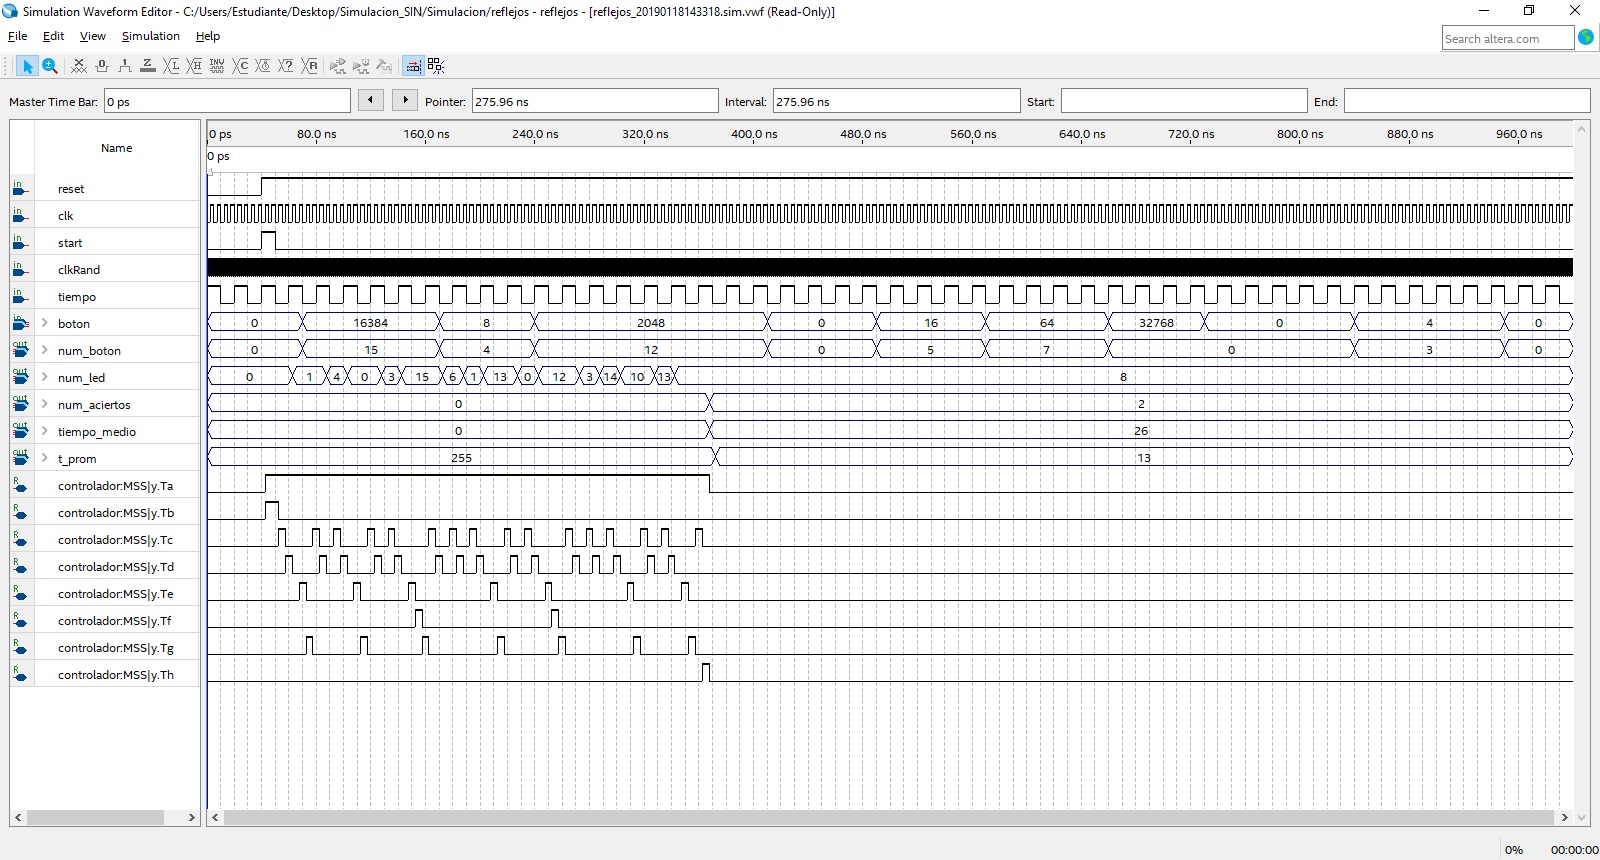 Simulation Waveform Editor - C:/Users/Estudiante/Desktop/Simulacion_SIN/Simulacion/reflejos - reflejos - [reflejos_20190118143318.sim.vwf (Read-Only)]
File Edit View Simulation Help
Search altera.com
Master Time Bar: 0 ps Pointer: 275.96 ns Interval: 275.96 ns Start: End:
Name
0 ps 80.0 ns 160.0 ns 240.0 ns 320.0 ns 400.0 ns 480.0 ns 560.0 ns 640.0 ns 720.0 ns 800.0 ns 880.0 ns 960.0 ns
0 ps
in reset
in clk
in start
in clkRand
in tiempo
in boton 0 16384 8 2048 0 16 64 32768 0 4 0
out num_boton 0 15 4 12 0 5 7 0 3 0
out num_led 0 1 4 0 3 15 6 1 13 0 12 3 14 10 13 8
out num_aciertos 0 2
out tiempo_medio 0 26
out t_prom 255 13
R controlador:MSS|y.Ta
R controlador:MSS|y.Tb
R controlador:MSS|y.Tc
R controlador:MSS|y.Td
R controlador:MSS|y.Te
R controlador:MSS|y.Tf
R controlador:MSS|y.Tg
R controlador:MSS|y.Th
0% 00:00:00